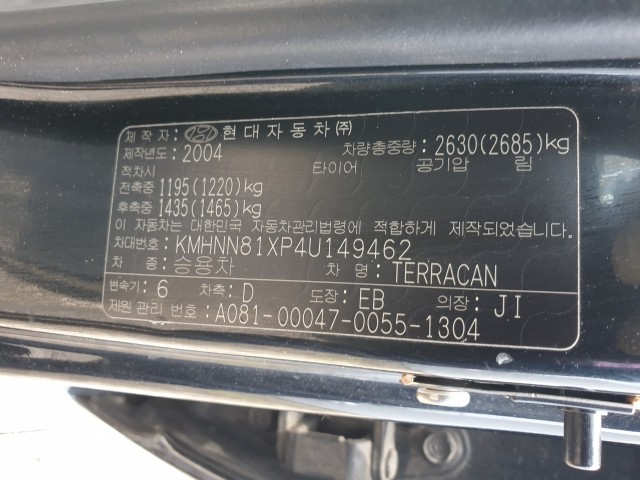 제 작 자: 현대자동차㈜
제작년도: 2004 차량총중량: 2630(2685)kg
적차시 타이어 공기압 림
전축중 1195(1220)kg
후축중 1435(1465)kg
이 자동차는 대한민국 자동차관리법령에 적합하게 제작되었습니다.
차대번호: KMHNN81XP4U149462
차 종: 승용차 차 명: TERRACAN
변속기: 6 차축: D 도장: EB 의장: JI
제원 관리 번호: A081-00047-0055-1304